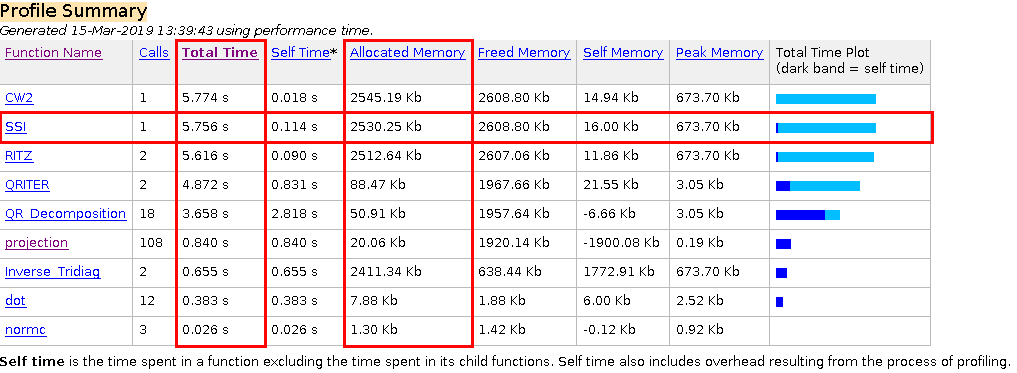 Profile Summary
Generated 15-Mar-2019 13:39:43 using performance time.
Function Name Calls Total Time Self Time* Allocated Memory Freed Memory Self Memory Peak Memory Total Time Plot
(dark band = self time)
CW2 1 5.774 s 0.018 s 2545.19 Kb 2608.80 Kb 14.94 Kb 673.70 Kb
SSI 1 5.756 s 0.114 s 2530.25 Kb 2608.80 Kb 16.00 Kb 673.70 Kb
RITZ 2 5.616 s 0.090 s 2512.64 Kb 2607.06 Kb 11.86 Kb 673.70 Kb
QRITER 2 4.872 s 0.831 s 88.47 Kb 1967.66 Kb 21.55 Kb 3.05 Kb
QR_Decomposition 18 3.658 s 2.818 s 50.91 Kb 1957.64 Kb -6.66 Kb 3.05 Kb
projection 108 0.840 s 0.840 s 20.06 Kb 1920.14 Kb -1900.08 Kb 0.19 Kb
Inverse_Tridiag 2 0.655 s 0.655 s 2411.34 Kb 638.44 Kb 1772.91 Kb 673.70 Kb
dot 12 0.383 s 0.383 s 7.88 Kb 1.88 Kb 6.00 Kb 2.52 Kb
normc 3 0.026 s 0.026 s 1.30 Kb 1.42 Kb -0.12 Kb 0.92 Kb
Self time is the time spent in a function excluding the time spent in its child functions. Self time also includes overhead resulting from the process of profiling.